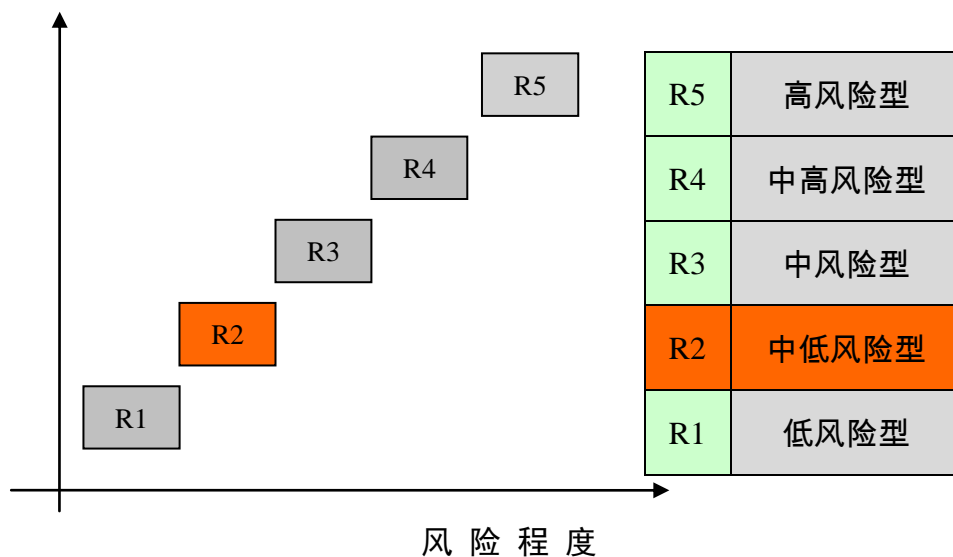 R5
R4
R3
R2
R1
风险程度
R5 高风险型
R4 中高风险型
R3 中风险型
R2 中低风险型
R1 低风险型